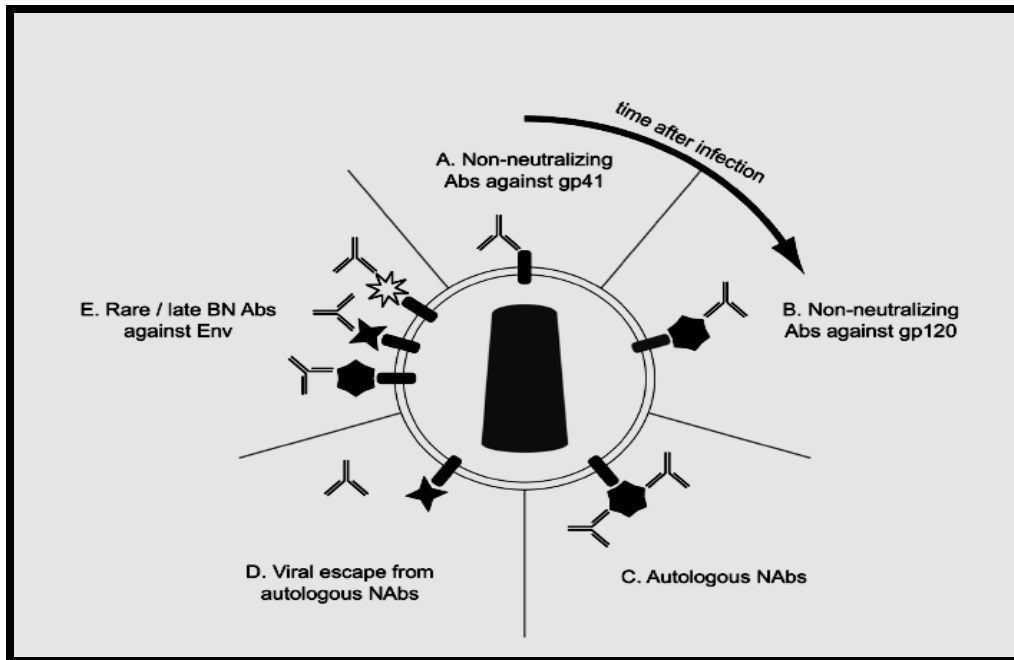 time after infection
A. Non-neutralizing
Abs against gp41
B. Non-neutralizing
Abs against gp120
C. Autologous NAbs
D. Viral escape from
autologous NAbs
E. Rare / late BN Abs
against Env